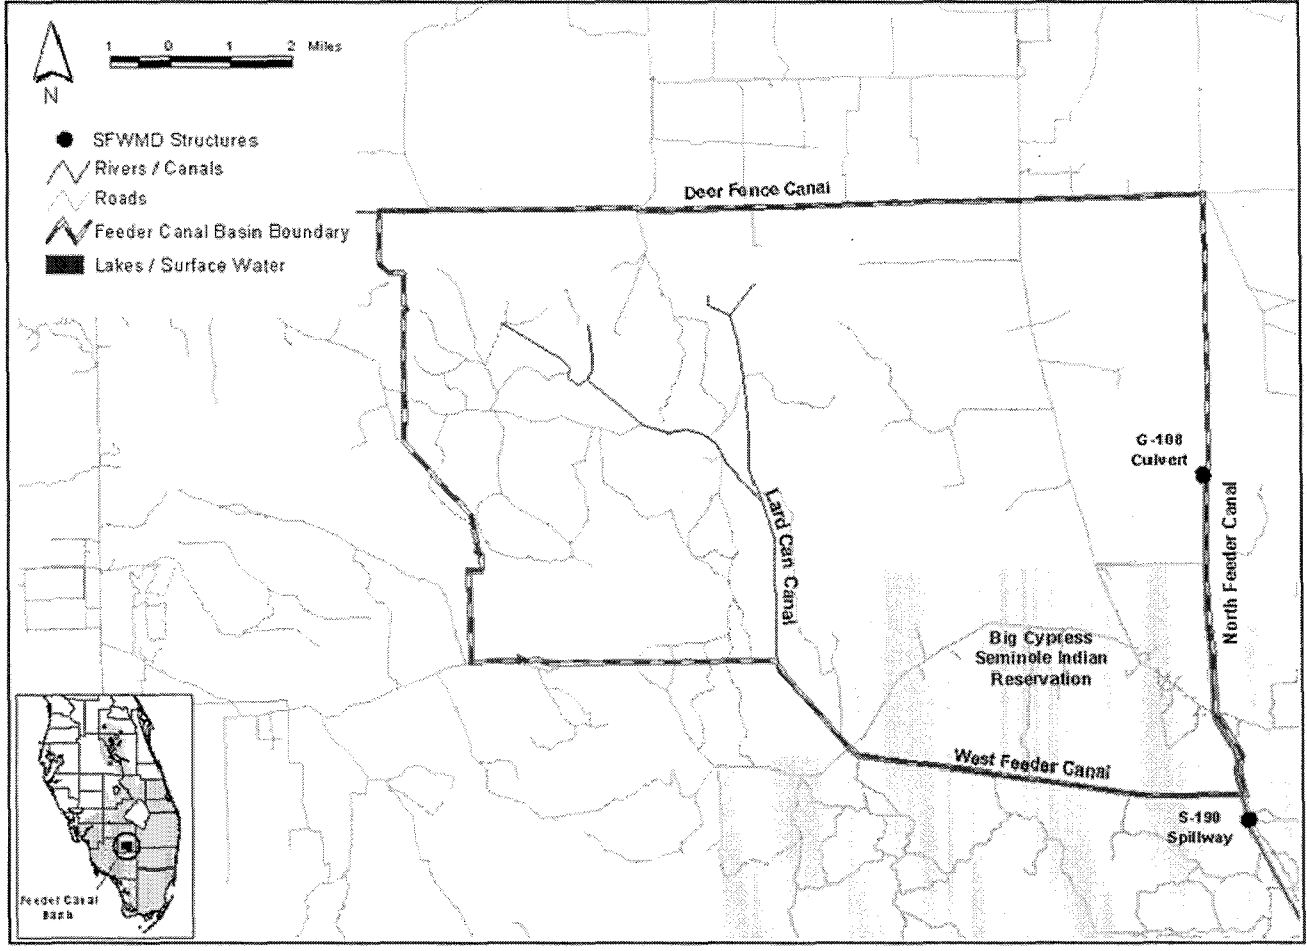 1 0 1 2 Miles
N
SFWMD Structures
Rivers / Canals
Roads
Feeder Canal Basin Boundary
Lakes / Surface Water
Deer Fence Canal
G-108
Culvert
Lard Can Canal
North Feeder Canal
Big Cypress
Seminole Indian
Reservation
West Feeder Canal
S-190
Spillway
Feeder Canal
Basin